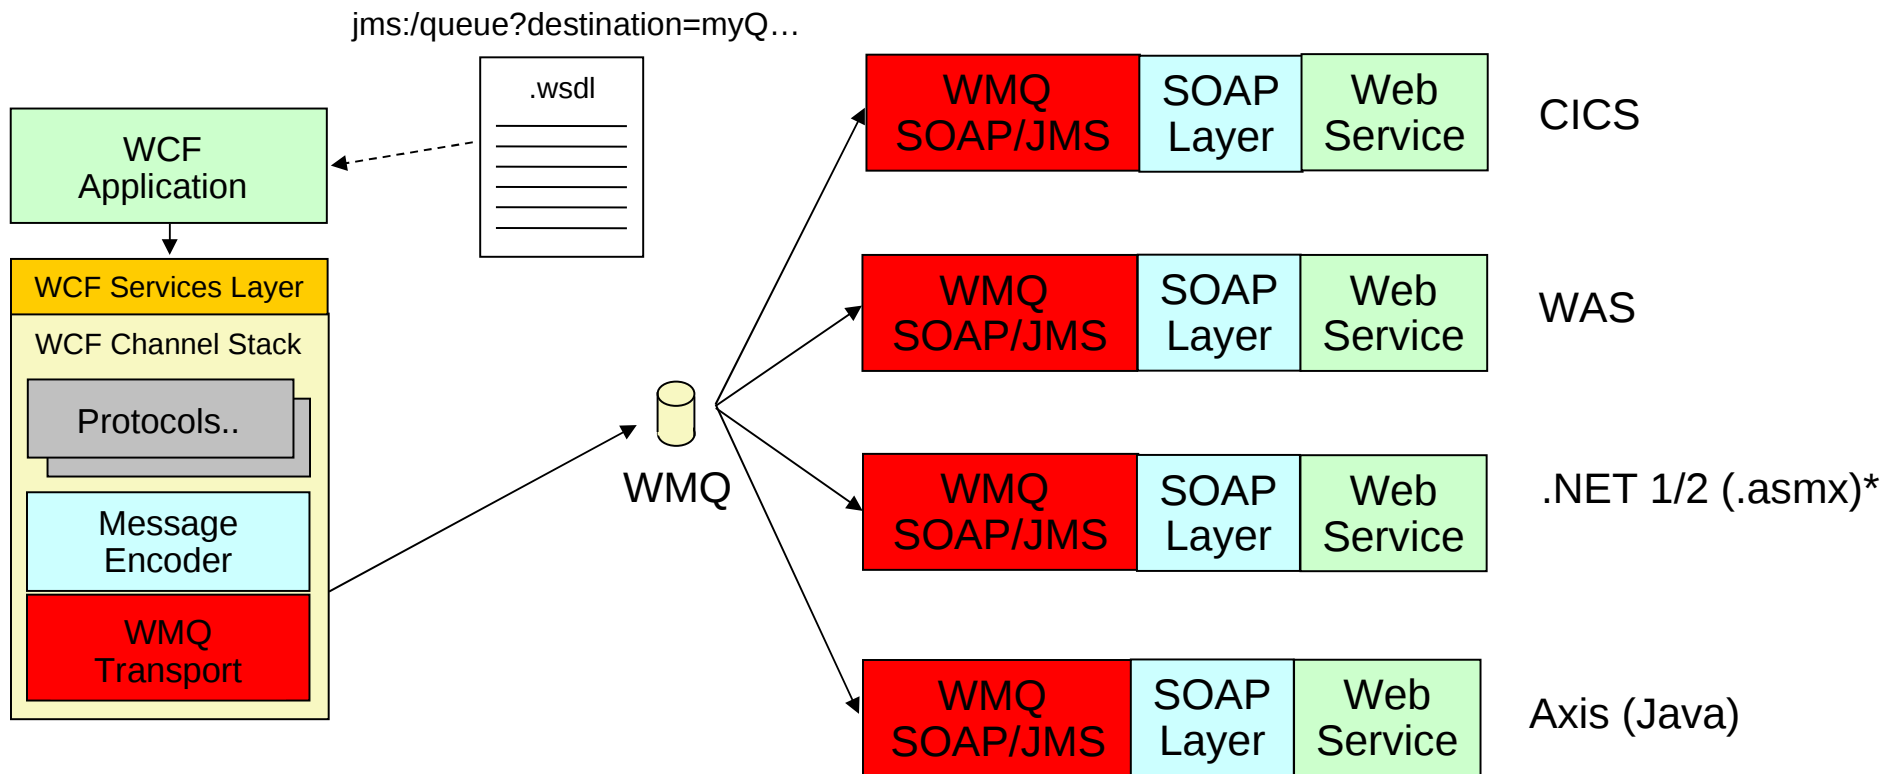 jms:/queue?destination=myQ…
.wsdl
WCF
Application
WCF Services Layer
WCF Channel Stack
Protocols..
Message
Encoder
WMQ
Transport
WMQ
WMQ
SOAP/JMS
SOAP
Layer
Web
Service
CICS
WMQ
SOAP/JMS
SOAP
Layer
Web
Service
WAS
WMQ
SOAP/JMS
SOAP
Layer
Web
Service
.NET 1/2 (.asmx)*
WMQ
SOAP/JMS
SOAP
Layer
Web
Service
Axis (Java)